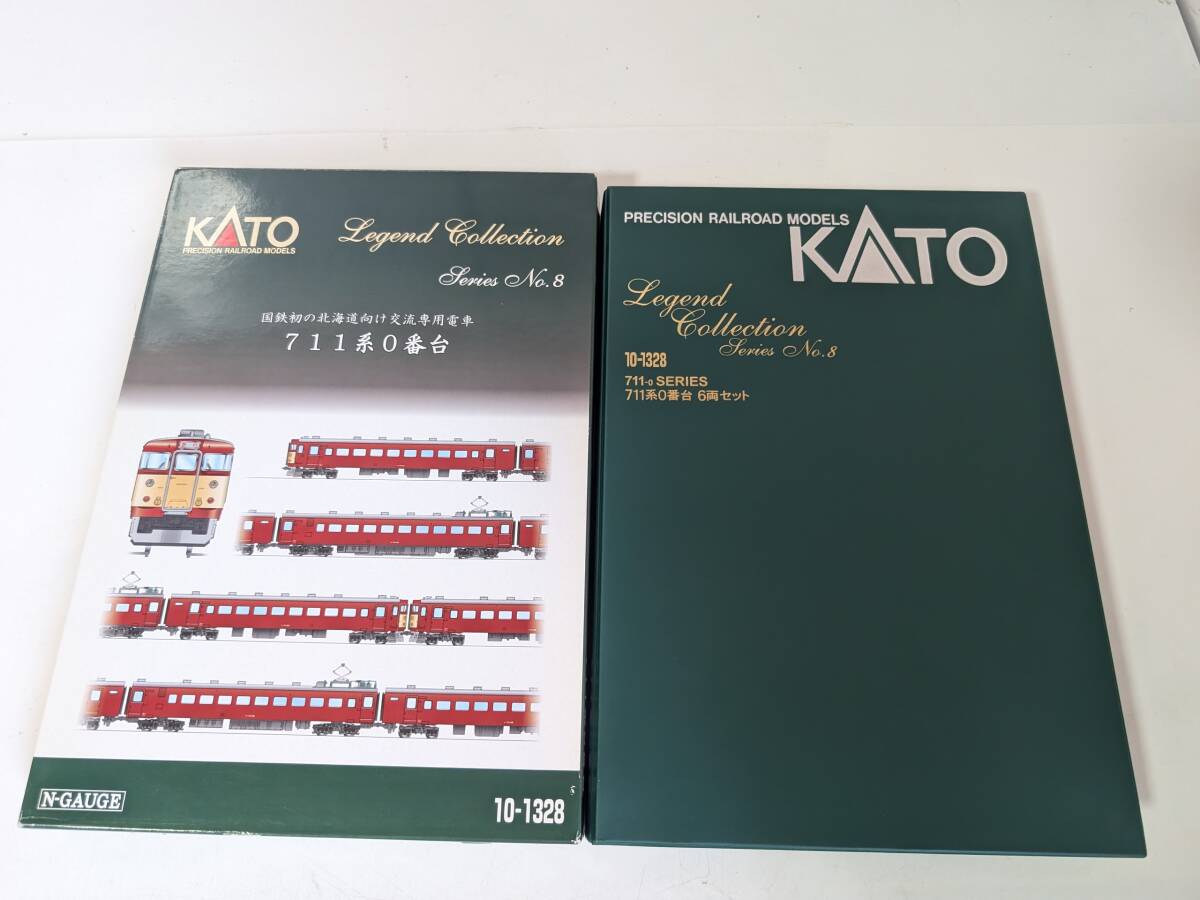 KATO
PRECISION RAILROAD MODELS
Legend Collection
Series No.8
国鉄初の北海道向け交流専用電車
711系0番台
N-GAUGE
10-1328
PRECISION RAILROAD MODELS
KATO
Legend
Collection
Series No.8
10-1328
711-0 SERIES
711系0番台 6両セット